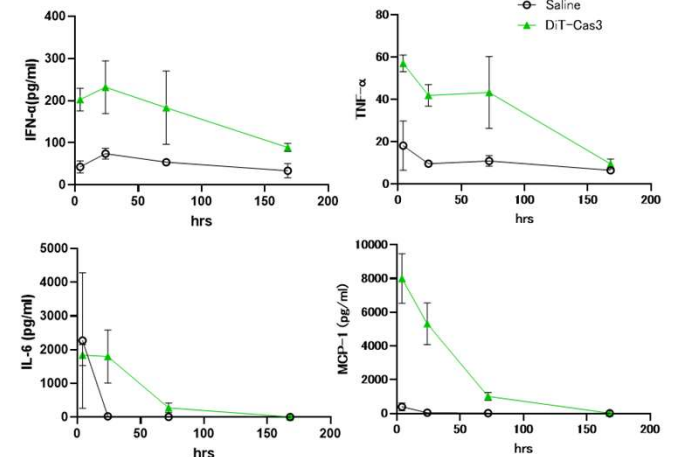 Saline
DiT-Cas3
IFN-α(pg/ml)
400
300
200
100
0
0 50 100 150 200
hrs
TNF-α
80
60
40
20
0
0 50 100 150 200
hrs
IL-6 (pg/ml)
5000
4000
3000
2000
1000
0
0 50 100 150 200
hrs
MCP-1 (pg/ml)
10000
8000
6000
4000
2000
0
0 50 100 150 200
hrs